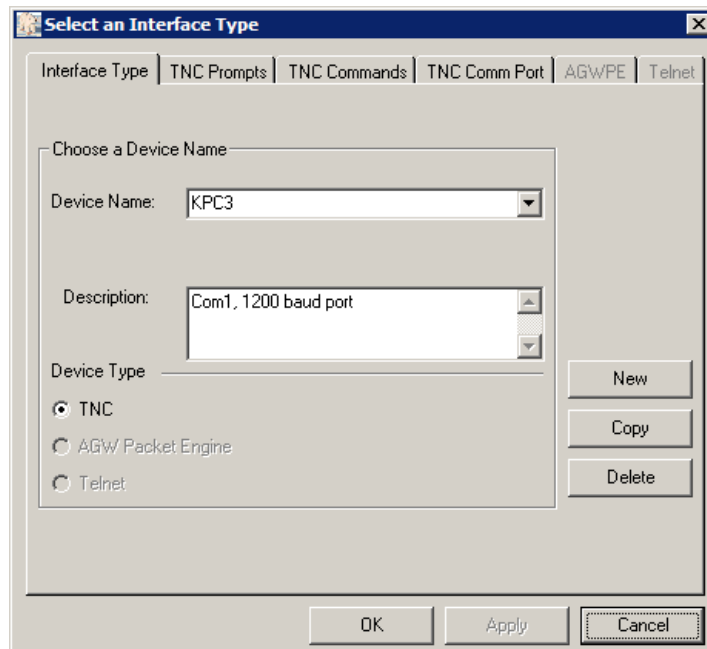 Select an Interface Type
Interface Type TNC Prompts TNC Commands TNC Comm Port AGWPE Telnet
Choose a Device Name
Device Name: KPC3
Description: Com1, 1200 baud port
Device Type
TNC
AGW Packet Engine
Telnet
New
Copy
Delete
OK Apply Cancel